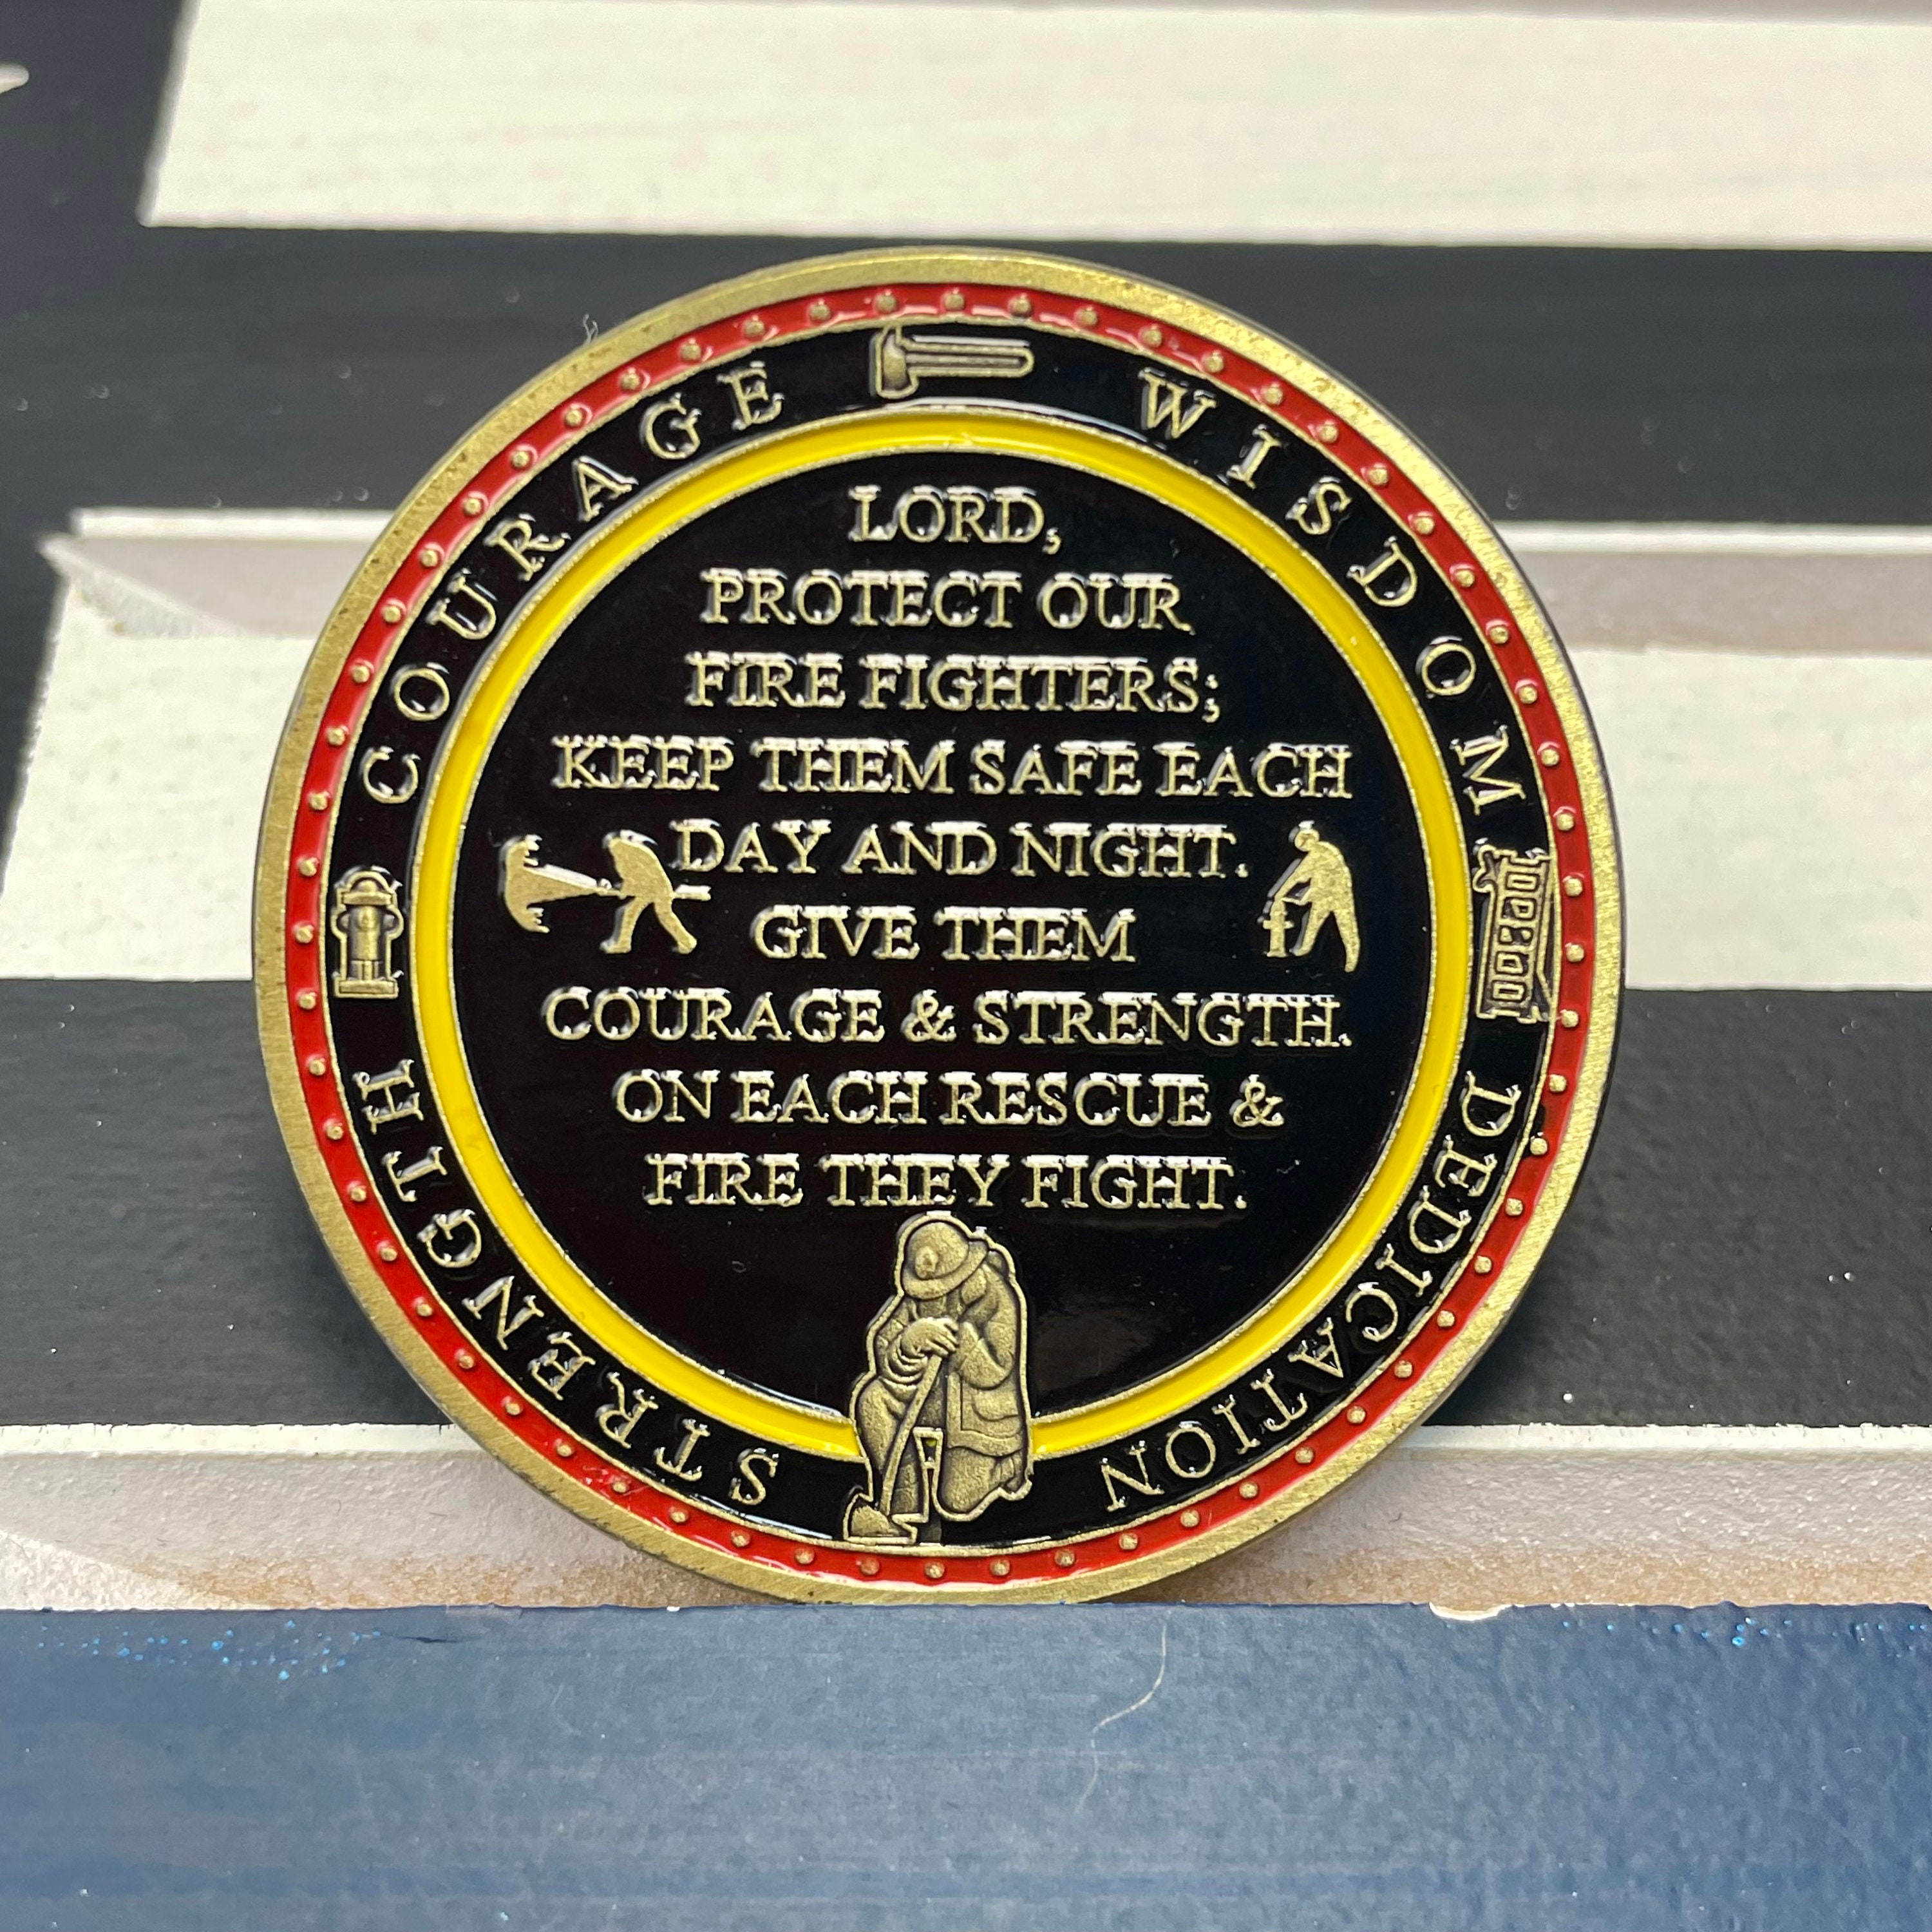 COURAGE
WISDOM
STRENGTH
DEDICATION
LORD,
PROTECT OUR
FIRE FIGHTERS;
KEEP THEM SAFE EACH
DAY AND NIGHT.
GIVE THEM
COURAGE & STRENGTH.
ON EACH RESCUE &
FIRE THEY FIGHT.